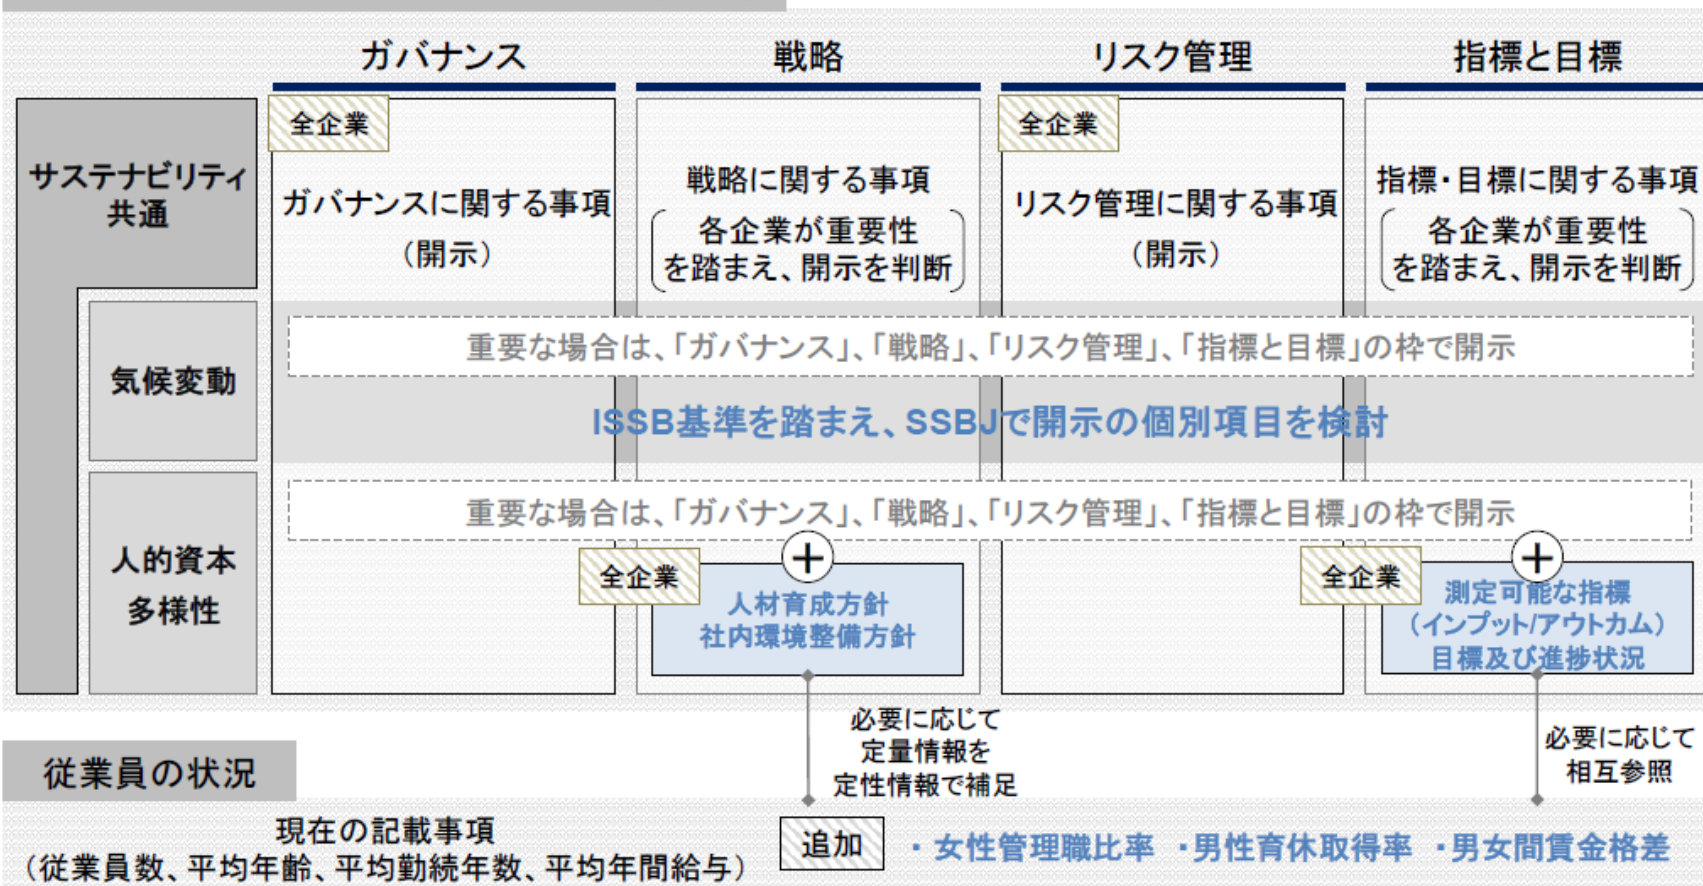 ガバナンス
戦略
リスク管理
指標と目標
サステナビリティ
共通
全企業
ガバナンスに関する事項
（開示）
戦略に関する事項
各企業が重要性
を踏まえ、開示を判断
全企業
リスク管理に関する事項
（開示）
指標・目標に関する事項
各企業が重要性
を踏まえ、開示を判断
気候変動
重要な場合は、「ガバナンス」、「戦略」、「リスク管理」、「指標と目標」の枠で開示
ISSB基準を踏まえ、SSBJで開示の個別項目を検討
人的資本
多様性
重要な場合は、「ガバナンス」、「戦略」、「リスク管理」、「指標と目標」の枠で開示
全企業
＋
人材育成方針
社内環境整備方針
全企業
＋
測定可能な指標
（インプット/アウトカム）
目標及び進捗状況
必要に応じて
定量情報を
定性情報で補足
必要に応じて
相互参照
従業員の状況
現在の記載事項
（従業員数、平均年齢、平均勤続年数、平均年間給与）
追加
・女性管理職比率 ・男性育休取得率 ・男女間賃金格差